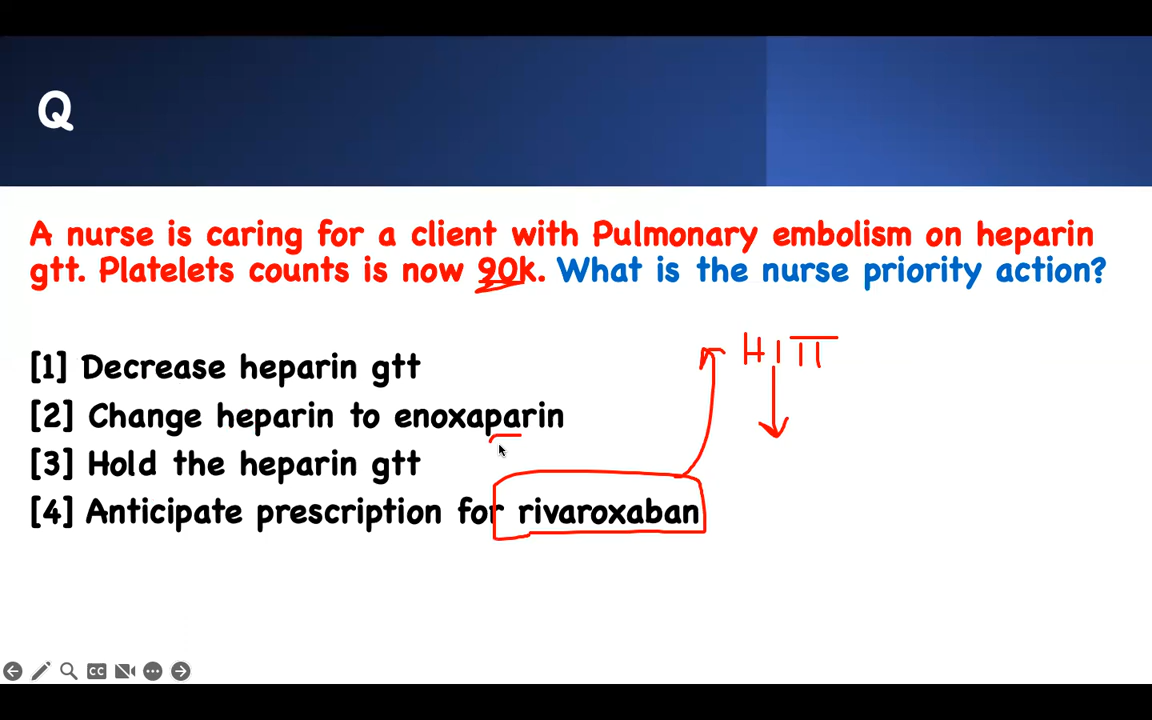 Q
A nurse is caring for a client with Pulmonary embolism on heparin
gtt. Platelets counts is now 90k. What is the nurse priority action?
HIT
[1] Decrease heparin gtt
[2] Change heparin to enoxaparin
[3] Hold the heparin gtt
[4] Anticipate prescription for rivaroxaban
CC